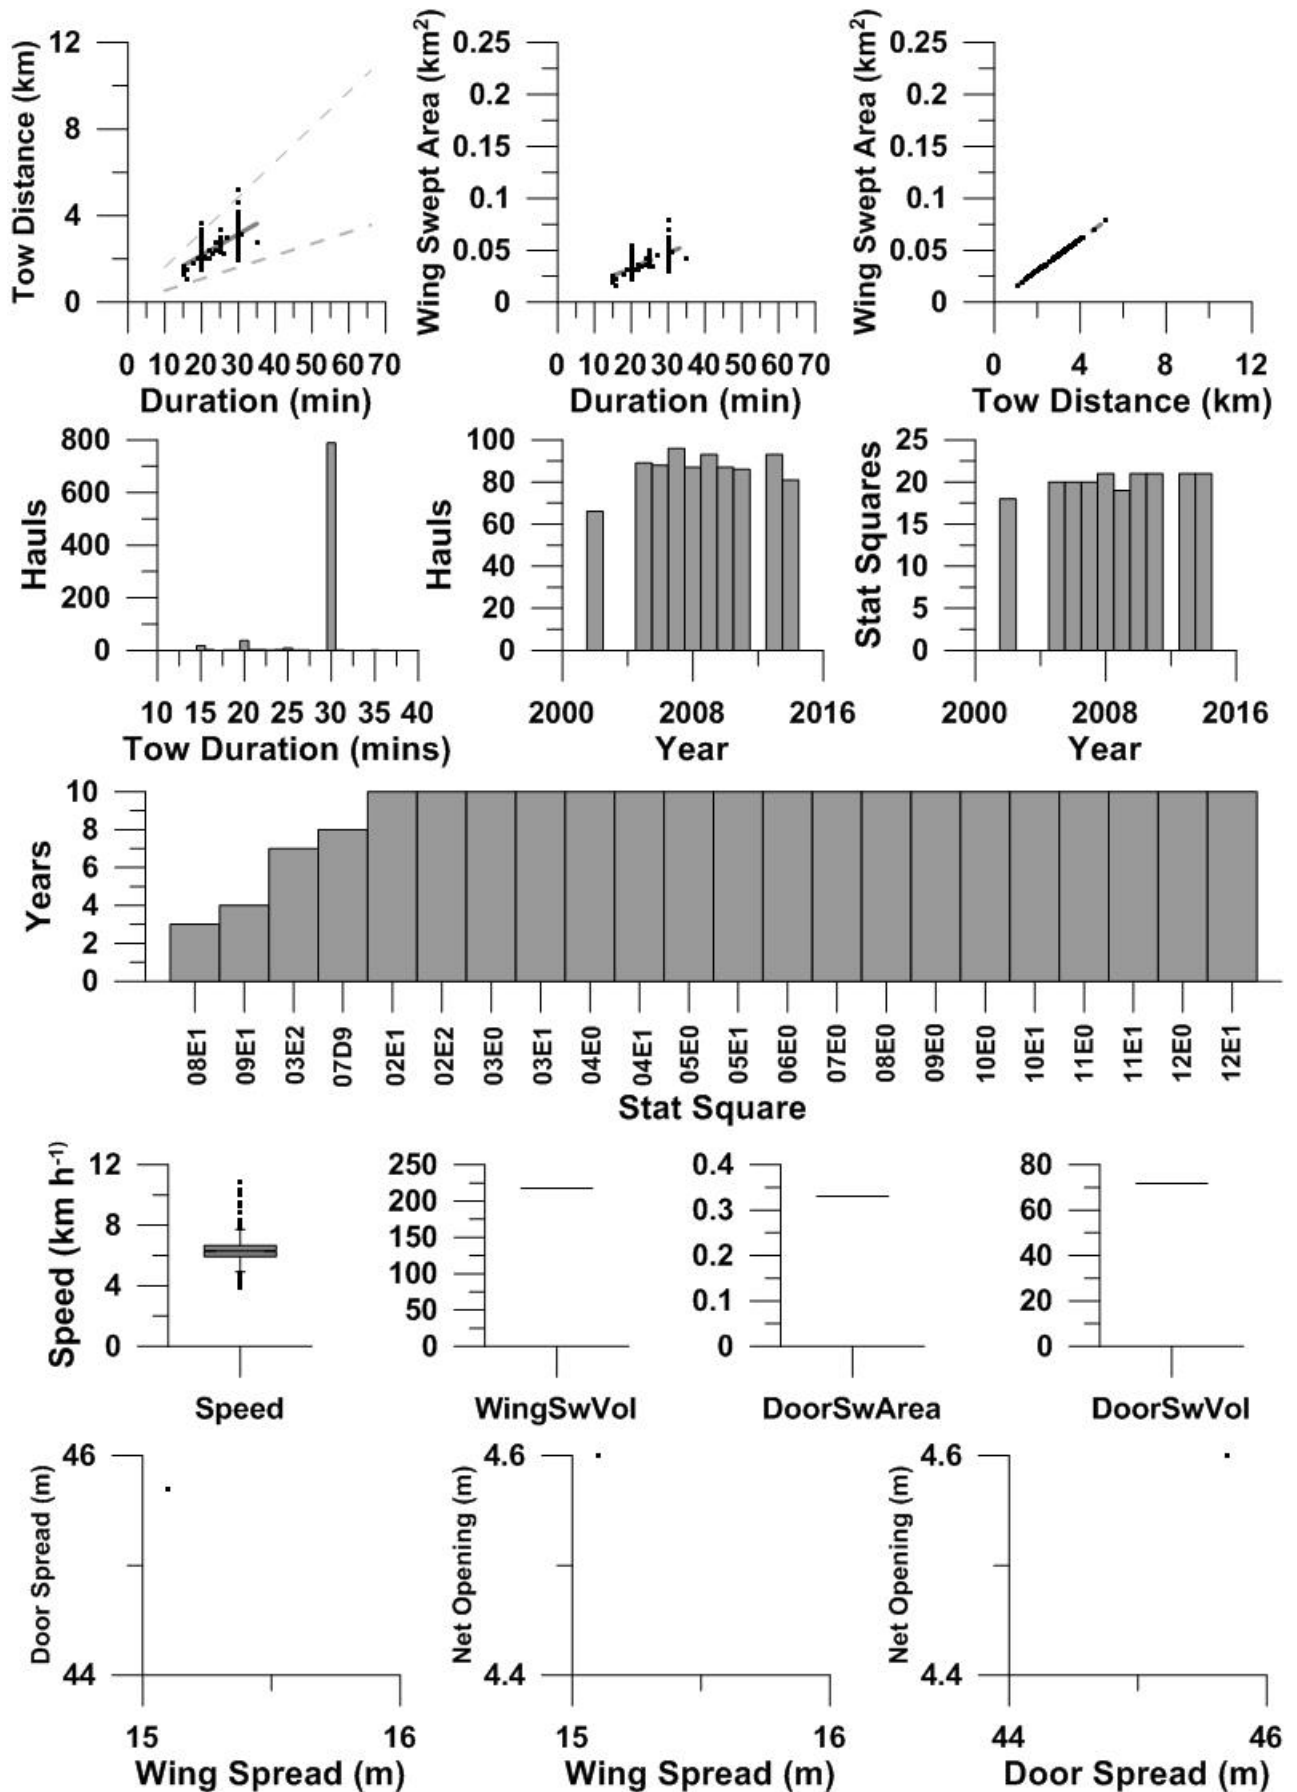 Tow Distance (km)
12
8
4
0
0 10 20 30 40 50 60 70
Duration (min)
Wing Swept Area (km²)
0.25
0.2
0.15
0.1
0.05
0
0 10 20 30 40 50 60 70
Duration (min)
Wing Swept Area (km²)
0.25
0.2
0.15
0.1
0.05
0
0 4 8 12
Tow Distance (km)
Hauls
800
600
400
200
0
10 15 20 25 30 35 40
Tow Duration (mins)
Hauls
100
80
60
40
20
0
2000 2008 2016
Year
Stat Squares
25
20
15
10
5
0
2000 2008 2016
Year
Years
10
8
6
4
2
0
08E1 09E1 03E2 07D9 02E1 02E2 03E0 03E1 04E0 04E1 05E0 05E1 06E0 07E0 08E0 09E0 10E0 10E1 11E0 11E1 12E0 12E1
Stat Square
Speed (km h⁻¹)
12
8
4
0
Speed
250
200
150
100
50
0
WingSwVol
0.4
0.3
0.2
0.1
0
DoorSwArea
80
60
40
20
0
DoorSwVol
Door Spread (m)
46
44
15 16
Wing Spread (m)
Net Opening (m)
4.6
4.4
15 16
Wing Spread (m)
Net Opening (m)
4.6
4.4
44 46
Door Spread (m)